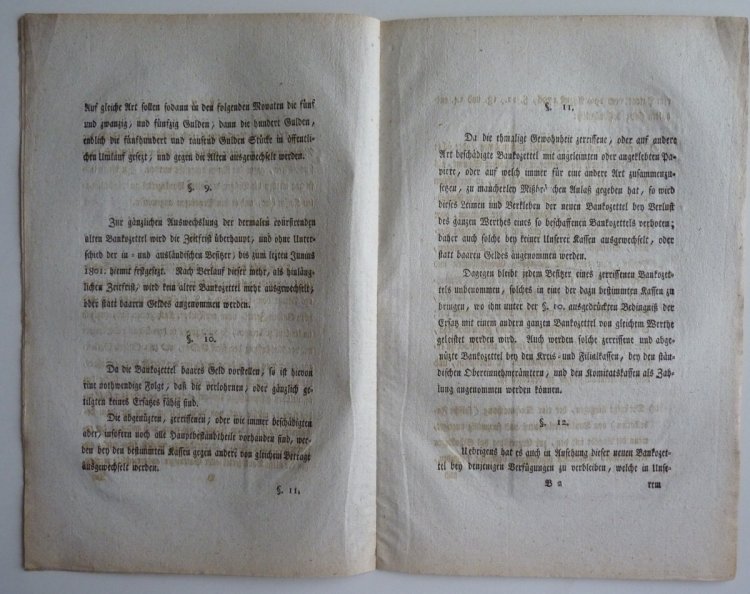 Auf gleiche Art sollen sodann in den folgenden Monaten die fünf
und zwanzig, und fünfzig Gulden, dann die hundert Gulden,
endlich die fünfhundert und tausend Gulden Stücke in öffentli-
chen Umlauf gesezt, und gegen die Alten ausgewechselt werden.
§. 9.
Zur gänzlichen Auswechslung der dermalen existirenden
alten Bankozettel wird die Zeitfrist überhaupt, und ohne Unter-
schied der in- und ausländischen Besitzer, bis zum letzten Junius
1801. hiemit festgesezt. Nach Verlauf dieser mehr, als hinläng-
lichen Zeitfrist, wird kein alter Bankozettel mehr ausgewechselt,
oder statt baaren Geldes angenommen werden.
§. 10.
Da die Bankozettel baares Geld vorstellen, so ist hievon
eine nothwendige Folge, daß die verlohrnen, oder gänzlich ge-
tilgten keines Ersatzes fähig sind.
Die abgenüzten, zerrissenen, oder wie immer beschädigten
aber, insofern noch alle Hauptbestandtheile vorhanden sind, wer-
den bey den bestimmten Kassen gegen andere von gleichem Betrage
ausgewechselt werden.
§. 11.
§. 11.
Da die ehmalige Gewohnheit zerrissene, oder auf andere
Art beschädigte Bankozettel mit angeleimten oder angeklebten Pa-
piere, oder auf welch immer für eine andere Art zusammenzu-
setzen, zu mancherley Mißbräuchen Anlaß gegeben hat, so wird
dieses Leimen und Verkleben der neuen Bankozettel bey Verlust
des ganzen Werthes eines so beschaffenen Bankozettels verboten;
daher auch solche bey keiner Unserer Kassen ausgewechselt, oder
statt baaren Geldes angenommen werden.
Dagegen bleibt jedem Besitzer eines zerrissenen Bankozet-
tels unbenommen, solches in eine der dazu bestimmten Kassen zu
bringen, wo ihm unter der §. 10. ausgedrückten Bedingniß der
Ersatz mit einem andern ganzen Bankozettel von gleichem Werthe
geleistet werden wird. Auch werden solche zerrissene und abge-
nüzte Bankozettel bey den Kreis- und Filialkassen, bey den stän-
dischen Obereinnehmerämtern, und den Komitatskassen als Zah-
lung angenommen werden können.
§. 12.
Uebrigens hat es auch in Ansehung dieser neuen Bankozet-
tel bey denjenigen Verfügungen zu verbleiben, welche in Unse-
B 2 rem